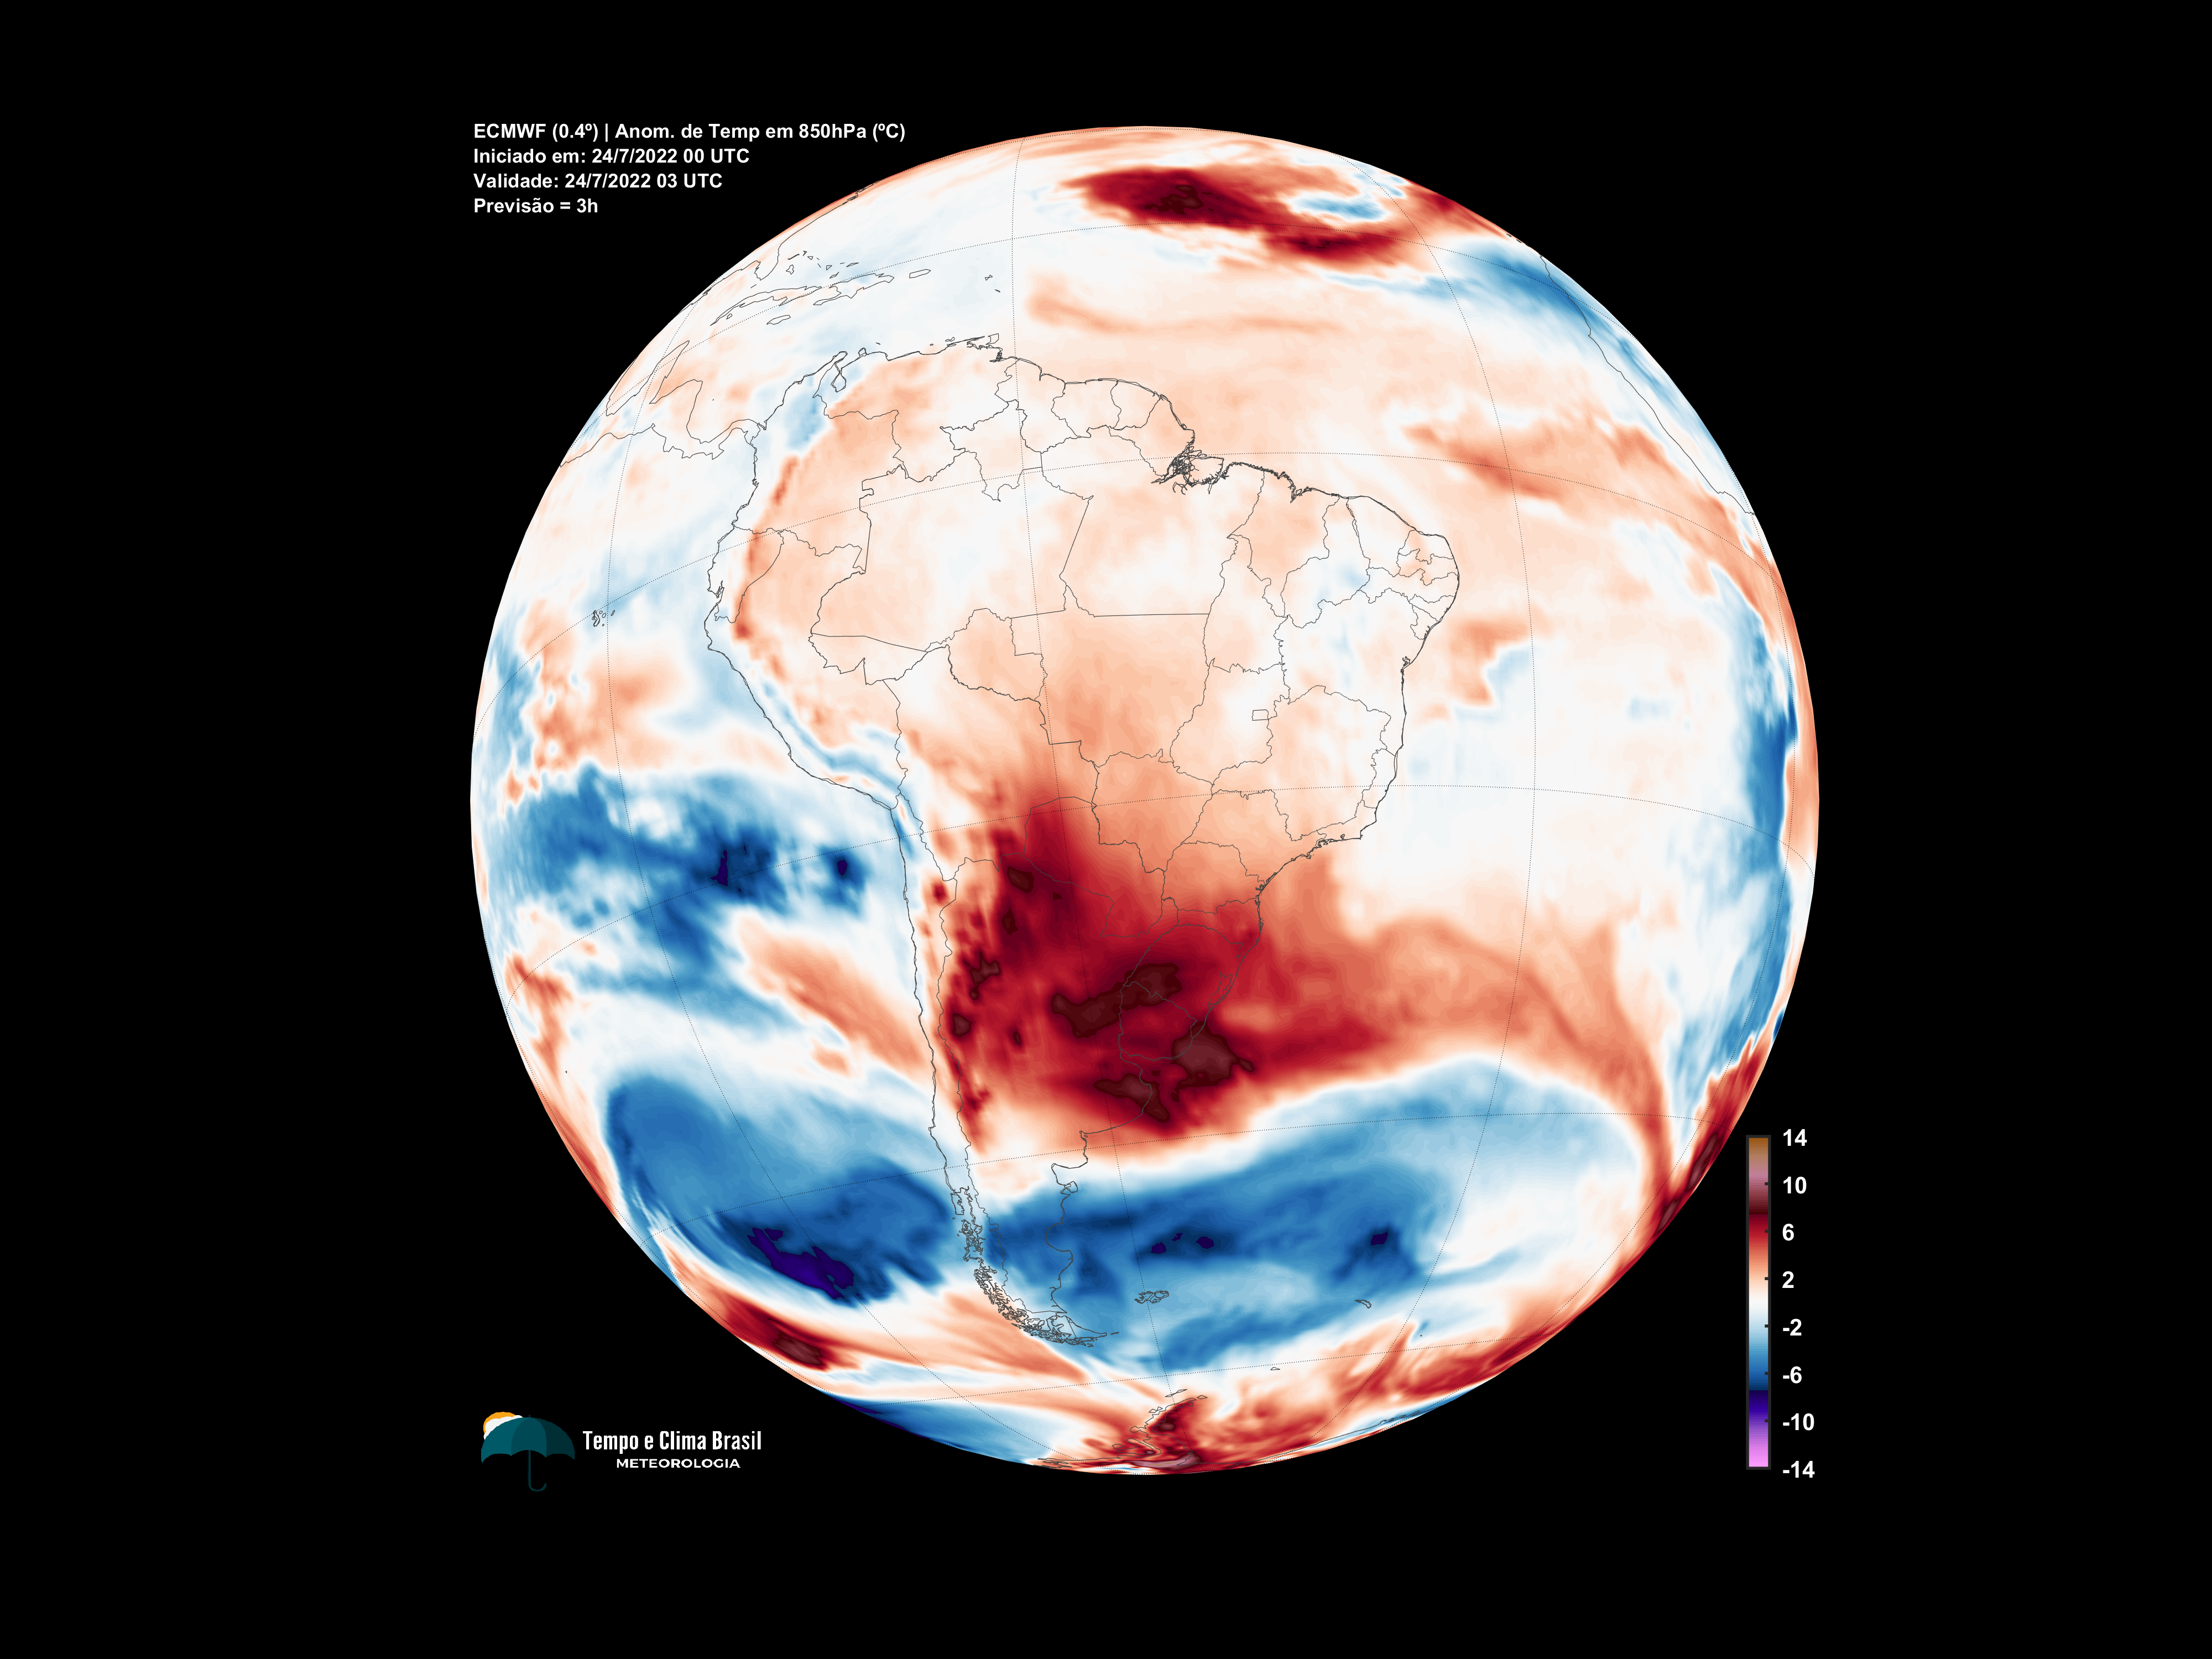 ECMWF (0.4º) | Anom. de Temp em 850hPa (ºC)
Iniciado em: 24/7/2022 00 UTC
Validade: 24/7/2022 03 UTC
Previsão = 3h
14
10
6
2
-2
-6
-10
-14
Tempo e Clima Brasil
METEOROLOGIA